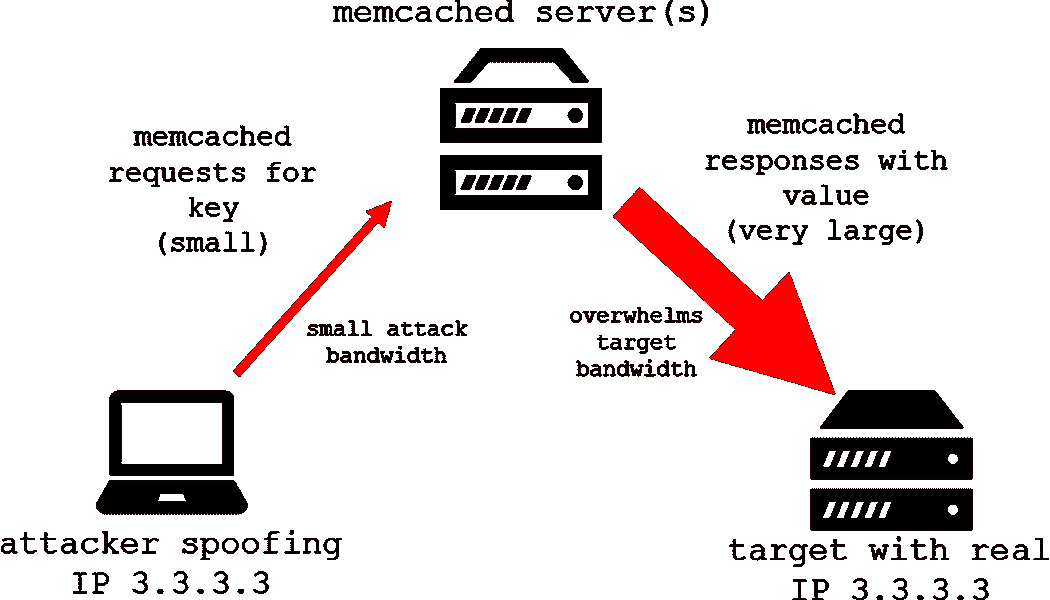 memcached server(s)
memcached
requests for
key
(small)
memcached
responses with
value
(very large)
small attack
bandwidth
overwhelms
target
bandwidth
attacker spoofing
IP 3.3.3.3
target with real
IP 3.3.3.3